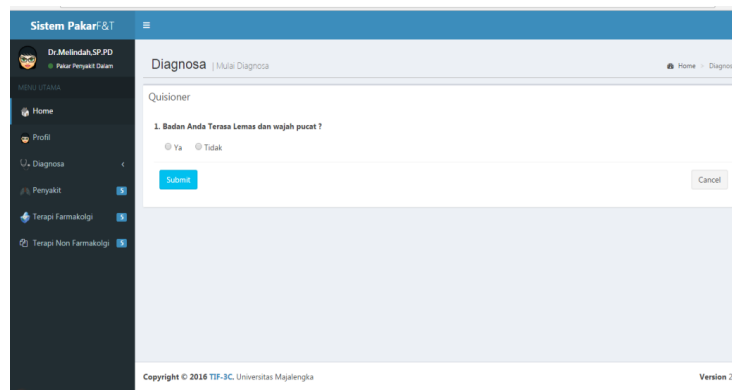 Sistem PakarF&T
Dr.Melindah,SP.PD
Pakar Penyakit Dalam
MENU UTAMA
Home
Profil
Diagnosa
Penyakit 5
Terapi Farmakolgi 5
Terapi Non Farmakolgi 5
Diagnosa | Mulai Diagnosa
Home > Diagnos
Quisioner
1. Badan Anda Terasa Lemas dan wajah pucat ?
Ya Tidak
Submit Cancel
Copyright © 2016 TIF-3C. Universitas Majalengka
Version 2